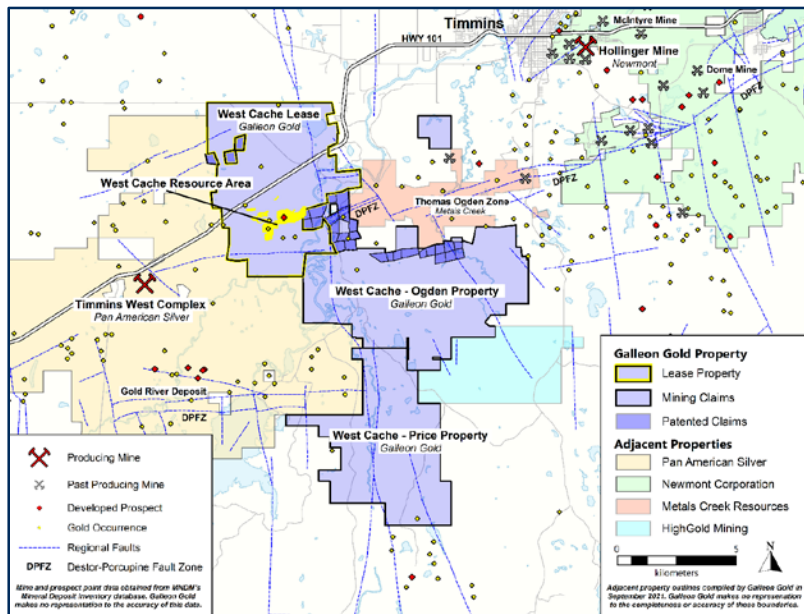 Timmins
McIntyre Mine
HWY 101
Hollinger Mine
Newmont
Dome Mine
DPFZ
West Cache Lease
Galleon Gold
West Cache Resource Area
DPFZ
Thomas Ogden Zone
Metals Creek
DPFZ
Timmins West Complex
Pan American Silver
West Cache - Ogden Property
Galleon Gold
Gold River Deposit
DPFZ
West Cache - Price Property
Galleon Gold
Producing Mine
Past Producing Mine
Developed Prospect
Gold Occurrence
Regional Faults
DPFZ Destor-Porcupine Fault Zone
Mine and prospect point data obtained from MNDM's
Mineral Deposit Inventory database. Galleon Gold
makes no representation to the accuracy of this data.
Galleon Gold Property
Lease Property
Mining Claims
Patented Claims
Adjacent Properties
Pan American Silver
Newmont Corporation
Metals Creek Resources
HighGold Mining
0 5
kilometers
N
Adjacent property outlines compiled by Galleon Gold in
September 2021. Galleon Gold makes no represenation
to the completeness or accuracy of these boundaries